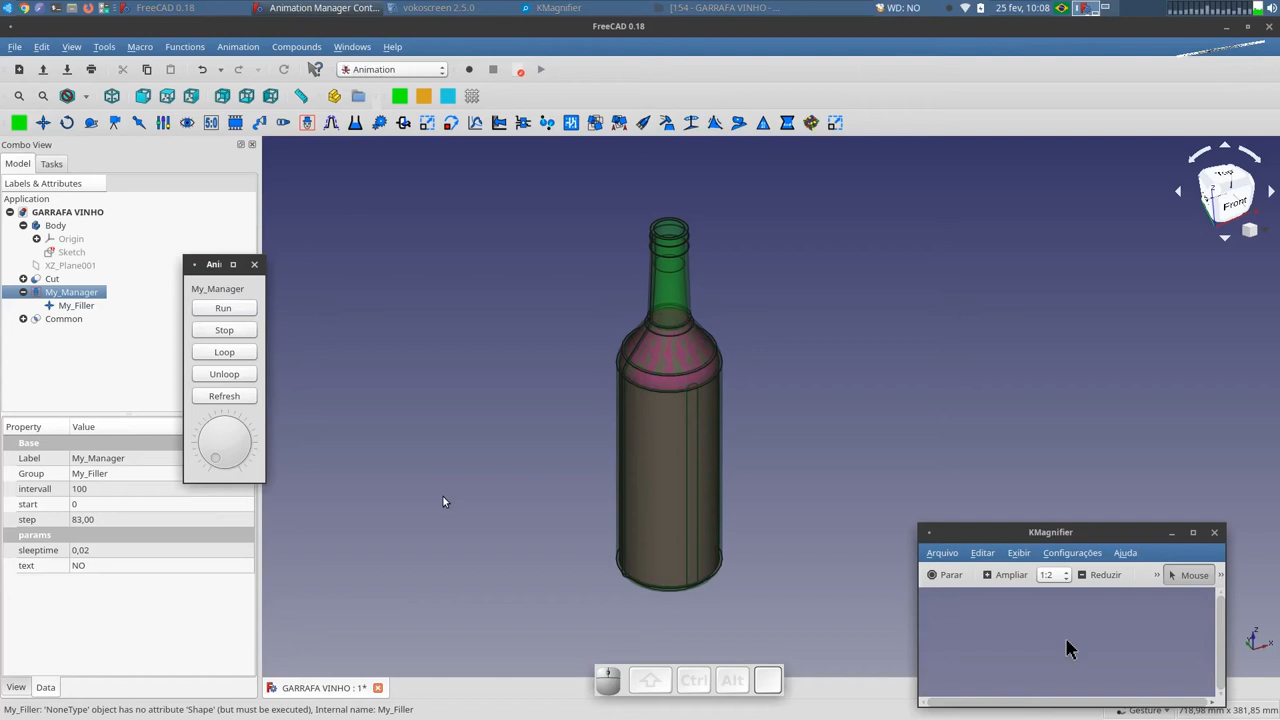 FreeCAD 0.18
Animation Manager Cont...
vokoscreen 2.5.0
KMagnifier
[154 - GARRAFA VINHO - ...
WD: NO
25 fev, 10:08
FreeCAD 0.18
File Edit View Tools Macro Functions Animation Compounds Windows Help
Animation
Combo View
Model Tasks
Labels & Attributes
Application
GARRAFA VINHO
Body
Origin
Sketch
XZ_Plane001
Cut
My_Manager
My_Filler
Common
Property Value
Base
Label My_Manager
Group My_Filler
intervall 100
start 0
step 83,00
params
sleeptime 0,02
text NO
View Data
Ani
My_Manager
Run
Stop
Loop
Unloop
Refresh
Top
Front
KMagnifier
Arquivo Editar Exibir Configurações Ajuda
Parar Ampliar 1:2 Reduzir » Mouse »
Ctrl Alt
GARRAFA VINHO : 1*
Z
X
My_Filler: 'NoneType' object has no attribute 'Shape' (but must be executed), Internal name: My_Filler
Gesture
718,98 mm x 381,85 mm